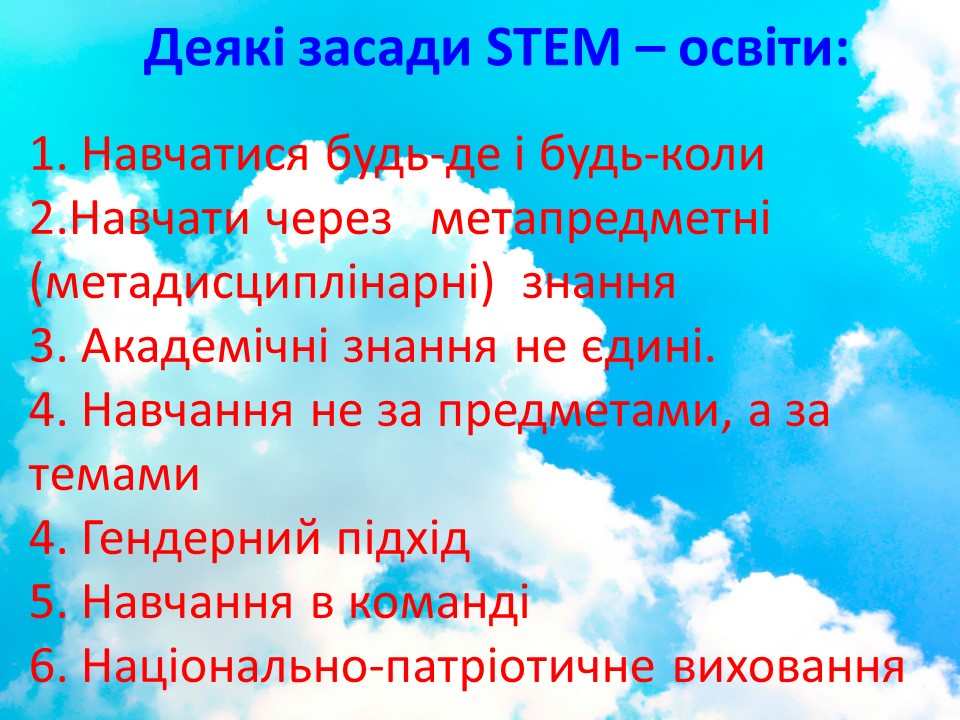 Деякі засади STEM – освіти:
1. Навчатися будь-де і будь-коли
2.Навчати через метапредметні
(метадисциплінарні) знання
3. Академічні знання не єдині.
4. Навчання не за предметами, а за
темами
4. Гендерний підхід
5. Навчання в команді
6. Національно-патріотичне виховання